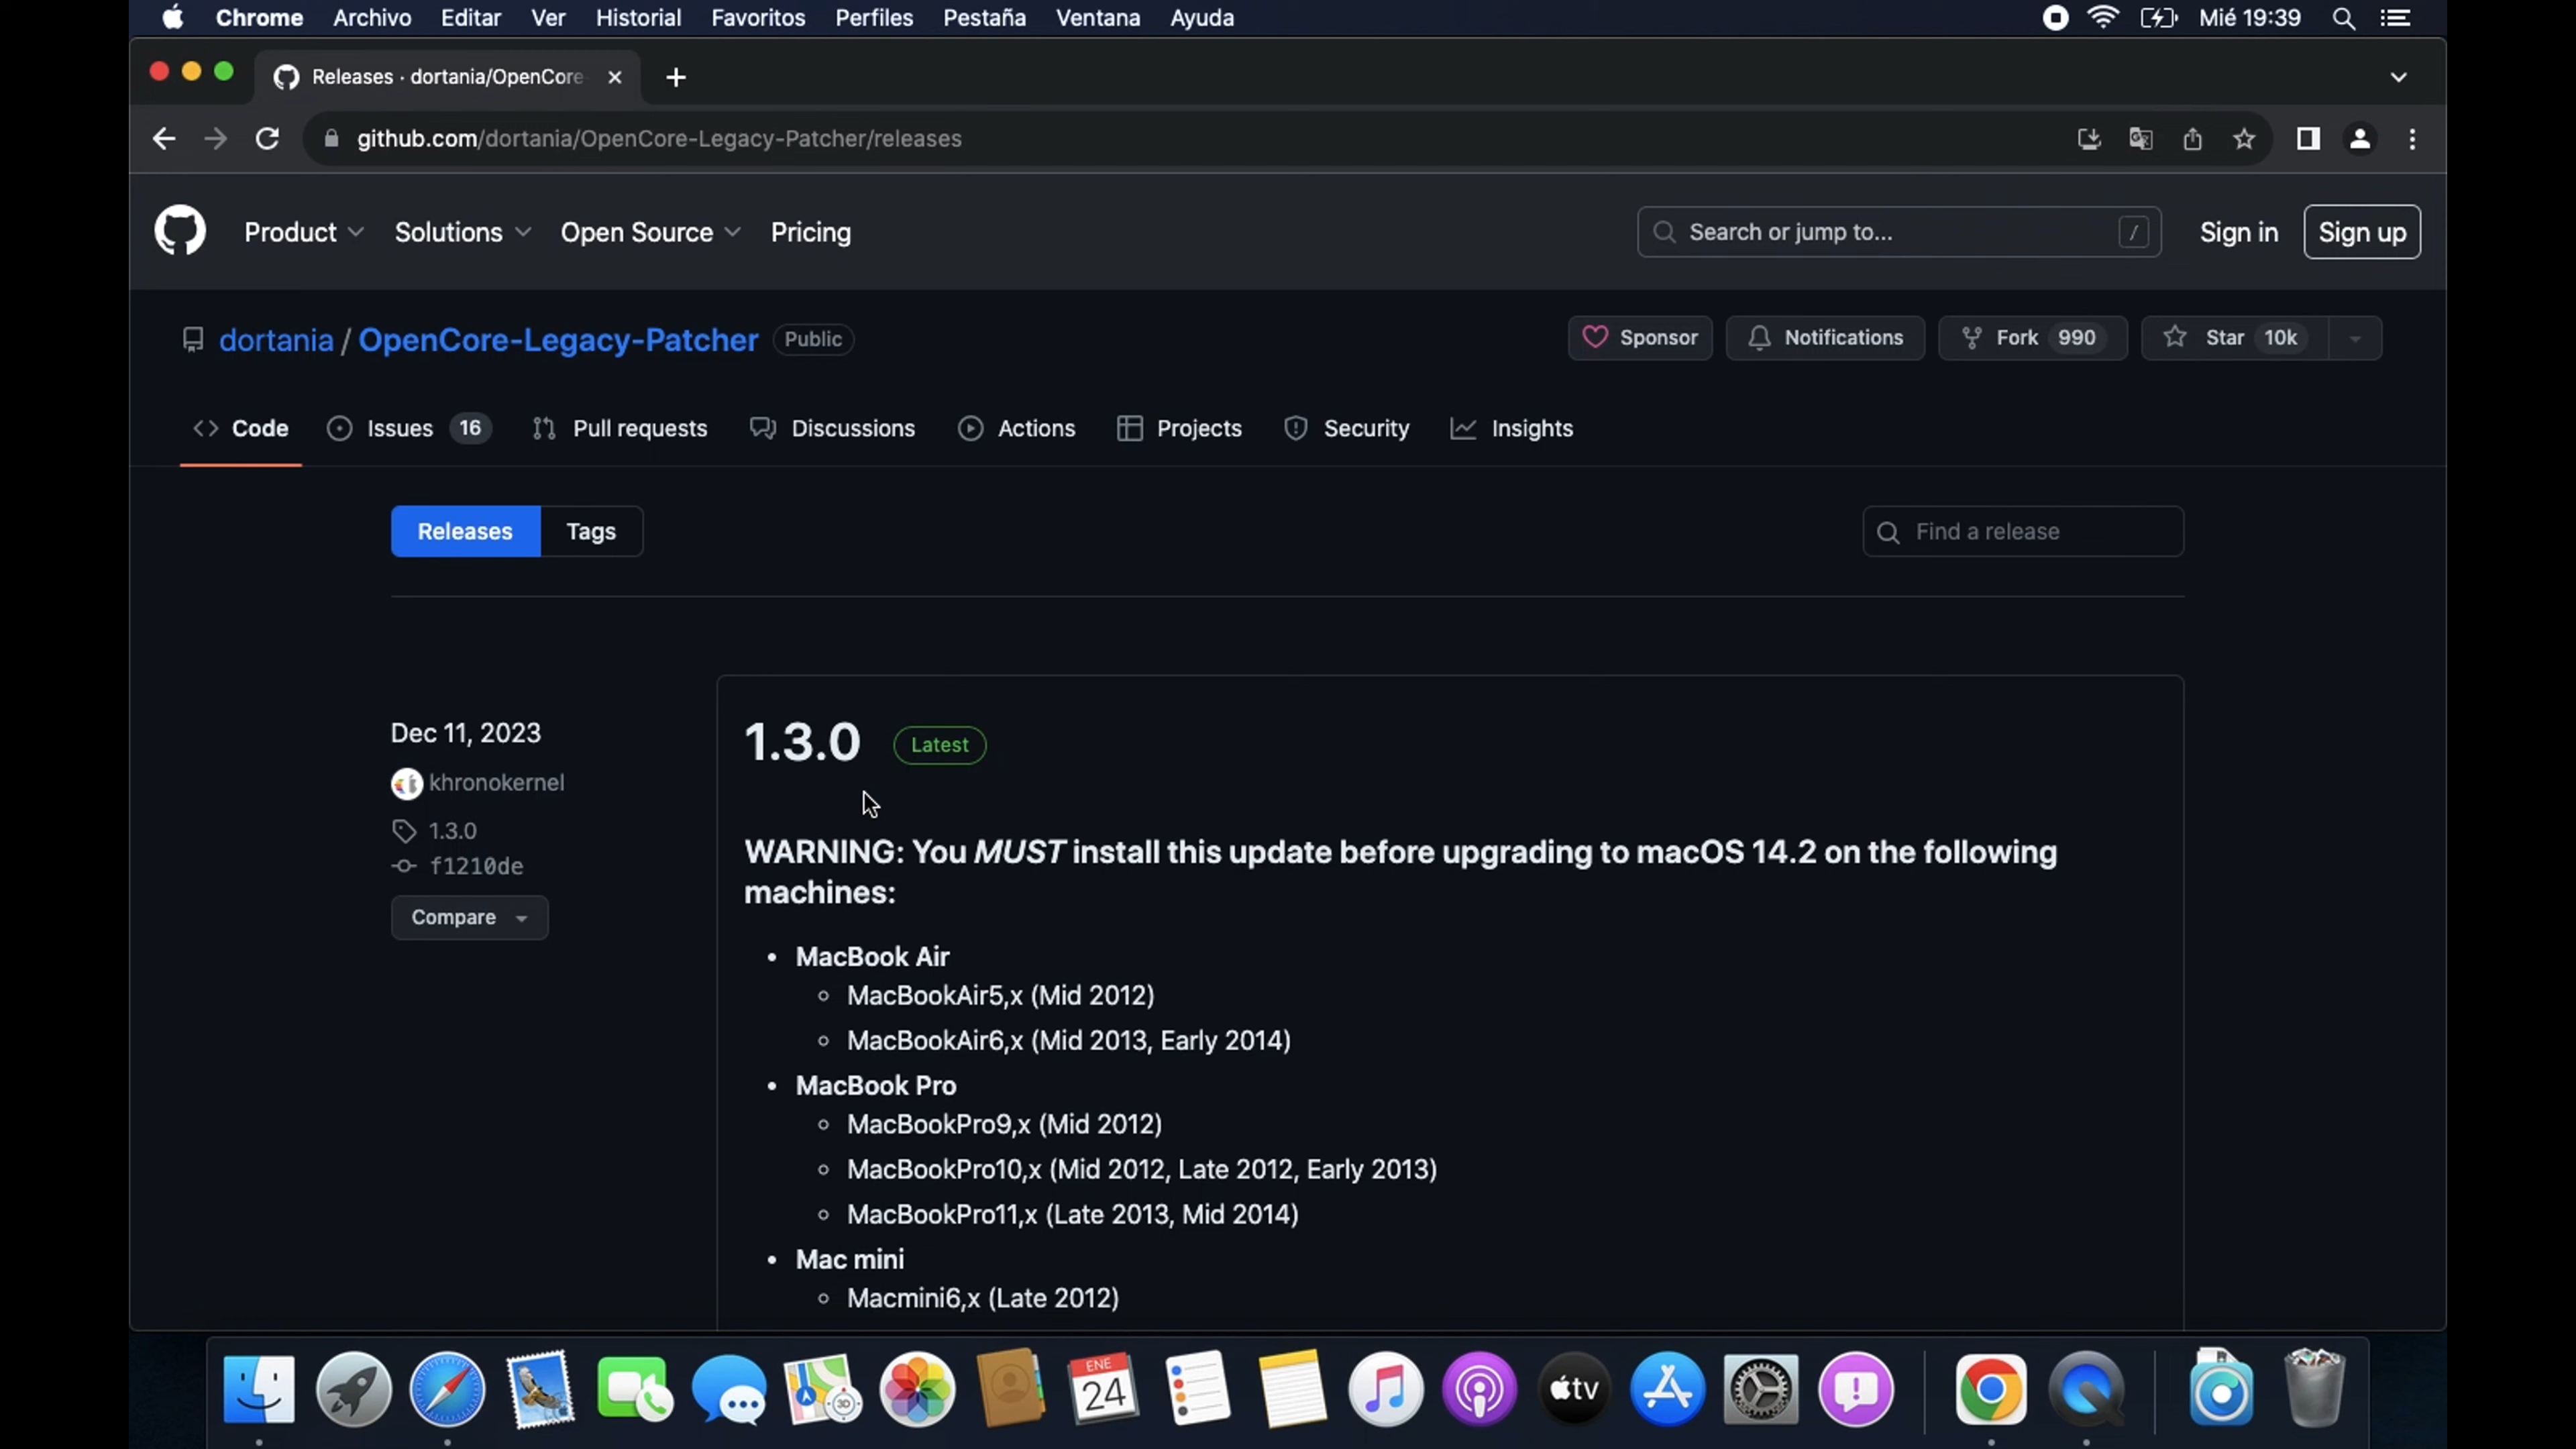 Chrome Archivo Editar Ver Historial Favoritos Perfiles Pestaña Ventana Ayuda Mié 19:39
Releases · dortania/OpenCore-
github.com/dortania/OpenCore-Legacy-Patcher/releases
Product Solutions Open Source Pricing Search or jump to... / Sign in Sign up
dortania / OpenCore-Legacy-Patcher Public Sponsor Notifications Fork 990 Star 10k
Code Issues 16 Pull requests Discussions Actions Projects Security Insights
Releases Tags Find a release
Dec 11, 2023
khronokernel
1.3.0
f1210de
Compare
1.3.0 Latest
WARNING: You MUST install this update before upgrading to macOS 14.2 on the following
machines:
• MacBook Air
◦ MacBookAir5,x (Mid 2012)
◦ MacBookAir6,x (Mid 2013, Early 2014)
• MacBook Pro
◦ MacBookPro9,x (Mid 2012)
◦ MacBookPro10,x (Mid 2012, Late 2012, Early 2013)
◦ MacBookPro11,x (Late 2013, Mid 2014)
• Mac mini
◦ Macmini6,x (Late 2012)
3D
ENE
24
tv